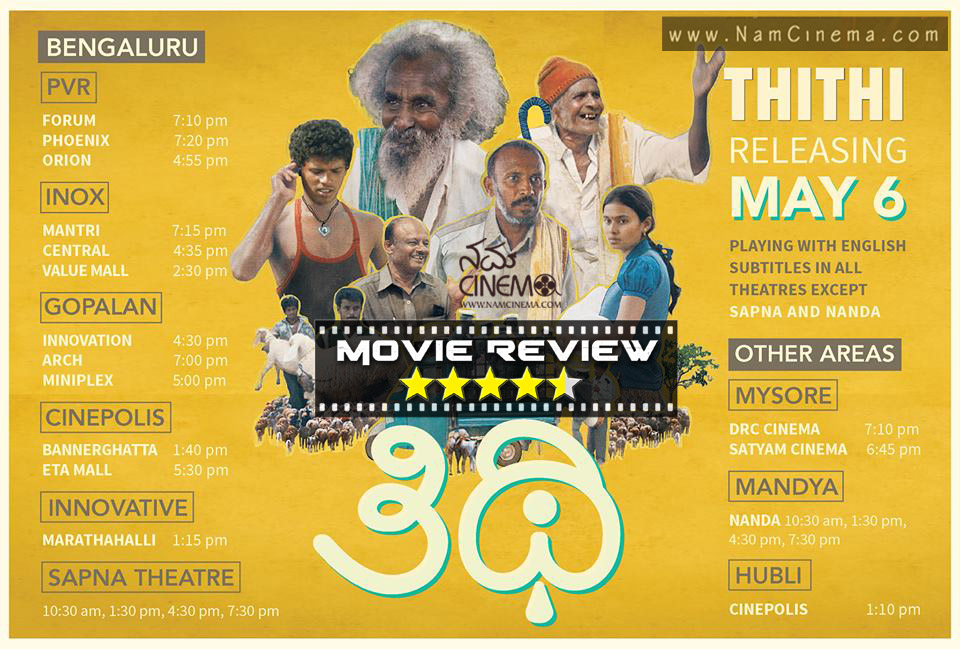 www.NamCinema.com
BENGALURU
PVR
FORUM 7:10 pm
PHOENIX 7:20 pm
ORION 4:55 pm
INOX
MANTRI 7:15 pm
CENTRAL 4:35 pm
VALUE MALL 2:30 pm
GOPALAN
INNOVATION 4:30 pm
ARCH 7:00 pm
MINIPLEX 5:00 pm
CINEPOLIS
BANNERGHATTA 1:40 pm
ETA MALL 5:30 pm
INNOVATIVE
MARATHAHALLI 1:15 pm
SAPNA THEATRE
10:30 am, 1:30 pm, 4:30 pm, 7:30 pm
ನಮ್
CINEMA
WWW.NAMCINEMA.COM
MOVIE REVIEW
ತಿಥಿ
THITHI
RELEASING
MAY 6
PLAYING WITH ENGLISH
SUBTITLES IN ALL
THEATRES EXCEPT
SAPNA AND NANDA
OTHER AREAS
MYSORE
DRC CINEMA 7:10 pm
SATYAM CINEMA 6:45 pm
MANDYA
NANDA 10:30 am, 1:30 pm,
4:30 pm, 7:30 pm
HUBLI
CINEPOLIS 1:10 pm